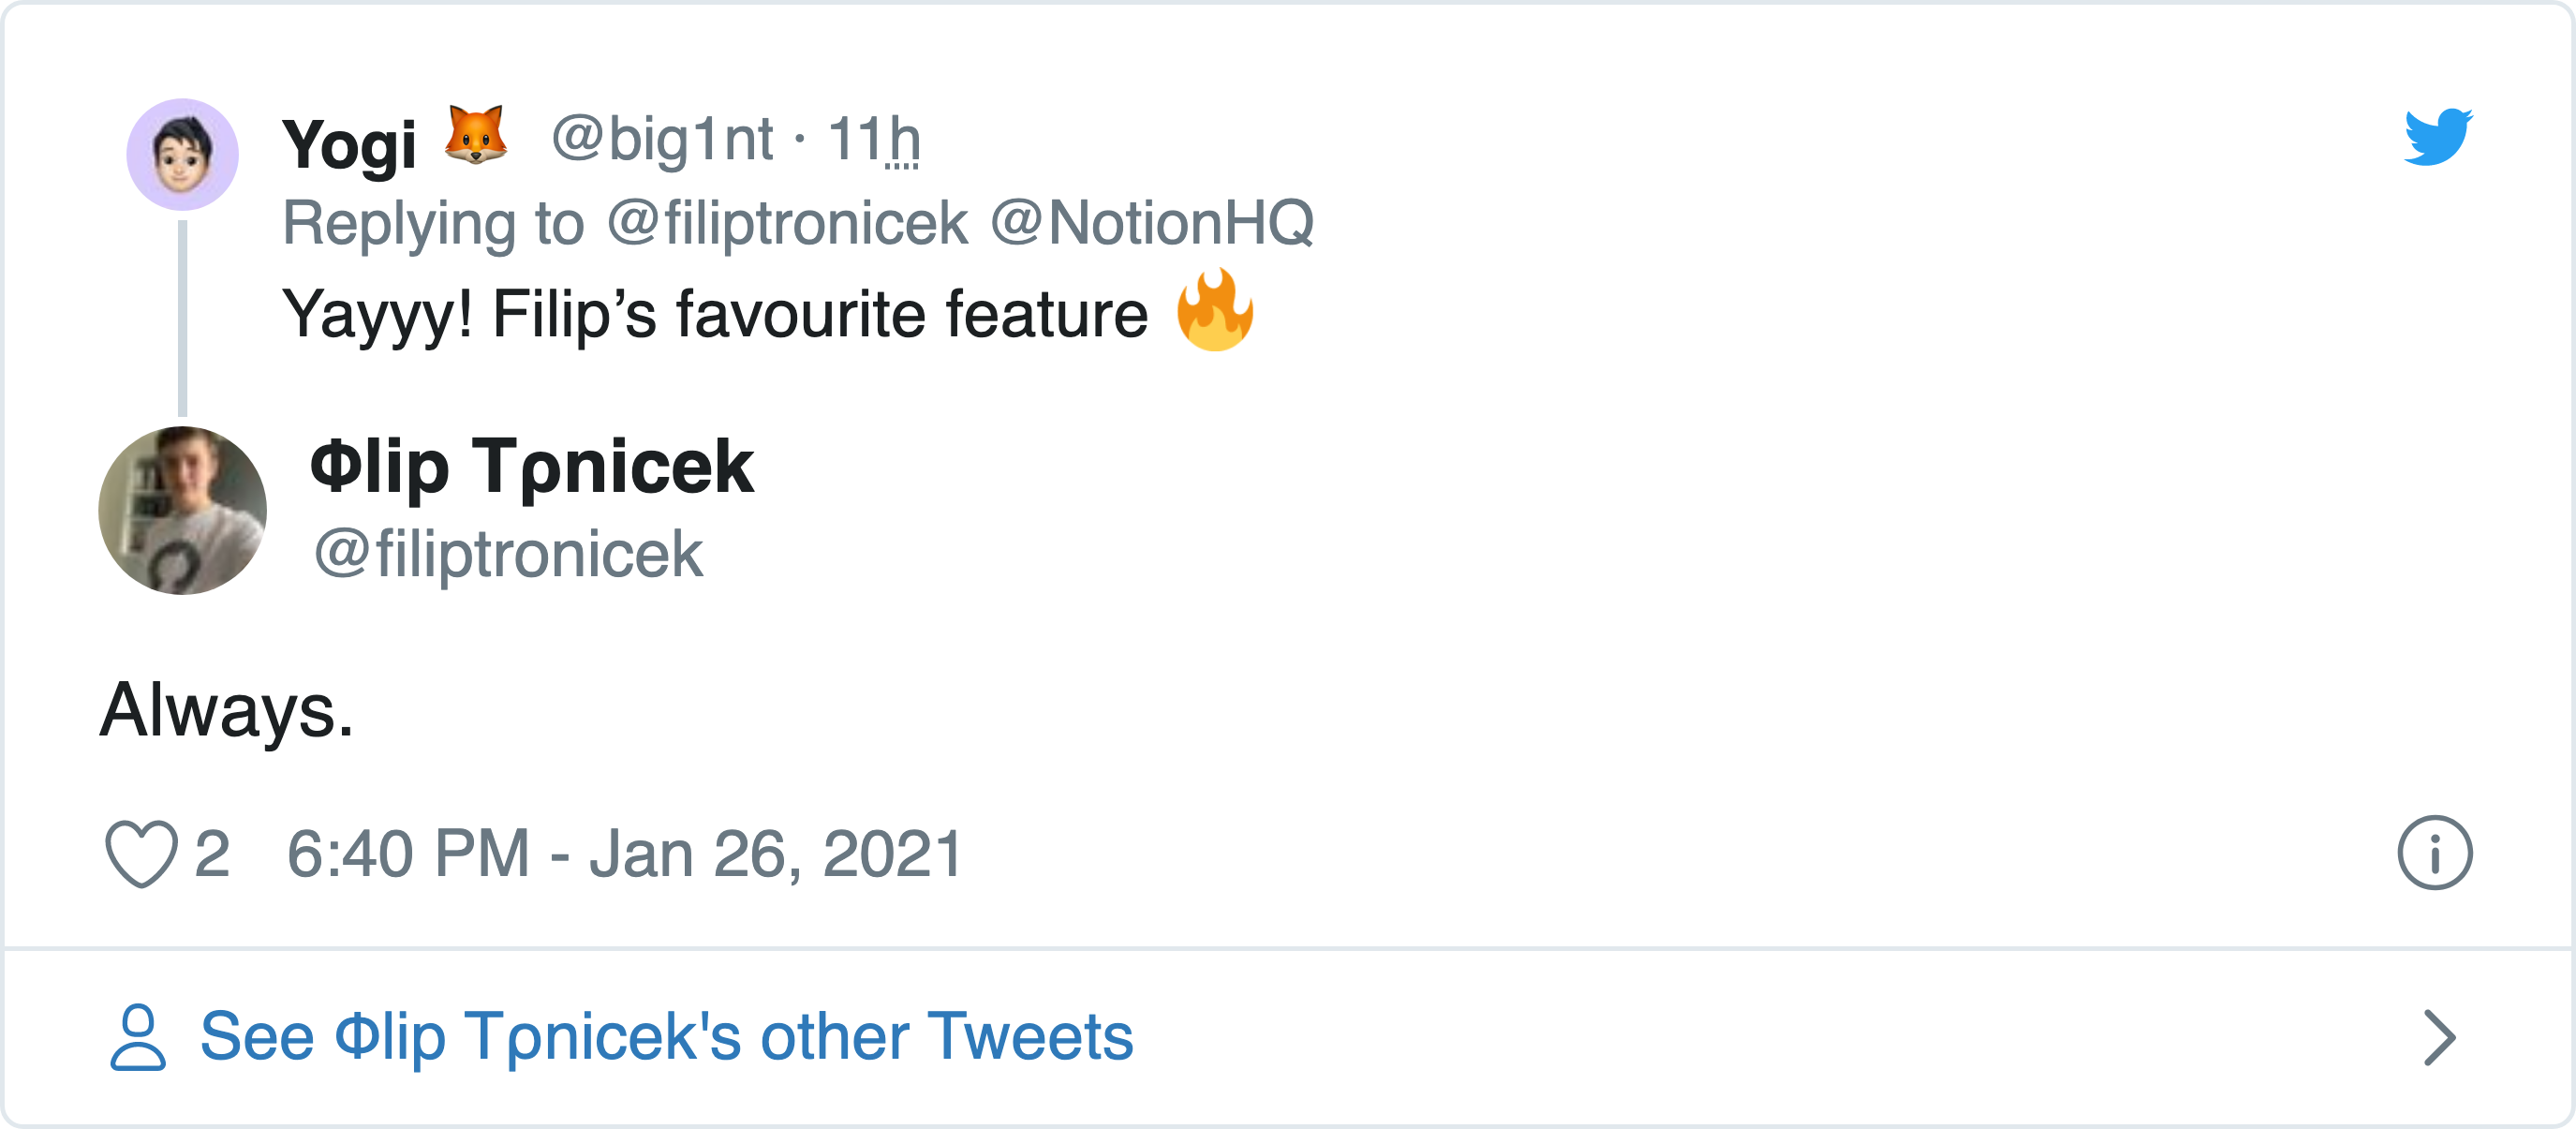 Yogi 🦊 @big1nt · 11h
Replying to @filiptronicek @NotionHQ
Yayyy! Filip’s favourite feature 🔥
Φlip Tρnicek
@filiptronicek
Always.
2 6:40 PM - Jan 26, 2021
See Φlip Tρnicek's other Tweets